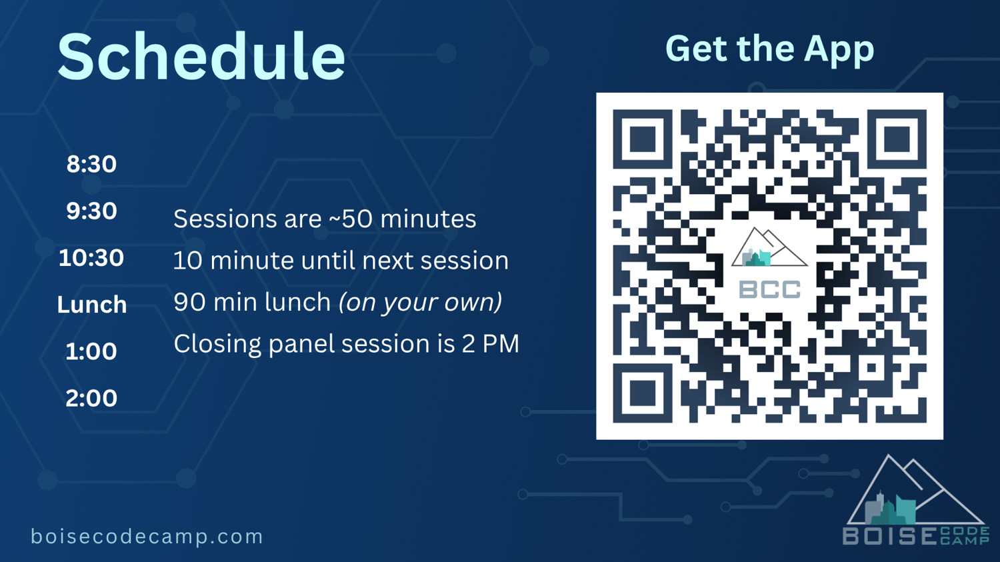 Schedule
8:30
9:30
10:30
Lunch
1:00
2:00
Sessions are ~50 minutes
10 minute until next session
90 min lunch (on your own)
Closing panel session is 2 PM
Get the App
BCC
boisecodecamp.com
BOISE CODE CAMP